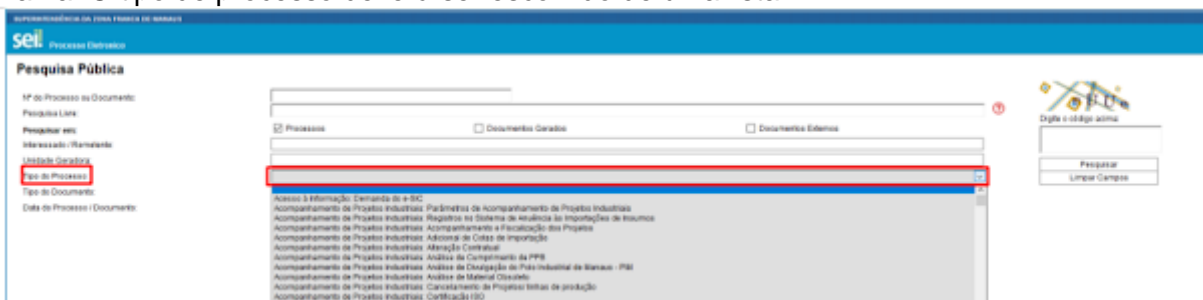 SUPERINTENDÊNCIA DA ZONA FRANCA DE MANAUS
sei! Processo Eletronico
Pesquisa Pública
Nº do Processo ou Documento:
Pesquisa Livre:
Digite o código acima
Pesquisar em: Processos Documentos Gerados Documentos Externos
Interessado / Remetente:
Unidade Geradora:
Pesquisar
Tipo do Processo:
Limpar Campos
Tipo do Documento:
Data do Processo / Documento:
Acesso à Informação: Demanda do e-SIC
Acompanhamento de Projetos Industriais: Parâmetros de Acompanhamento de Projetos Industriais
Acompanhamento de Projetos Industriais: Registros no Sistema de Anuência às Importações de Insumos
Acompanhamento de Projetos Industriais: Acompanhamento e Fiscalização dos Projetos
Acompanhamento de Projetos Industriais: Adicional de Cotas de Importação
Acompanhamento de Projetos Industriais: Alteração Contratual
Acompanhamento de Projetos Industriais: Análise de Cumprimento da PPB
Acompanhamento de Projetos Industriais: Análise de Divulgação do Polo Industrial de Manaus - PIM
Acompanhamento de Projetos Industriais: Análise de Material Obsoleto
Acompanhamento de Projetos Industriais: Cancelamento de Projetos/ linhas de produção
Acompanhamento de Projetos Industriais: Certificação ISO